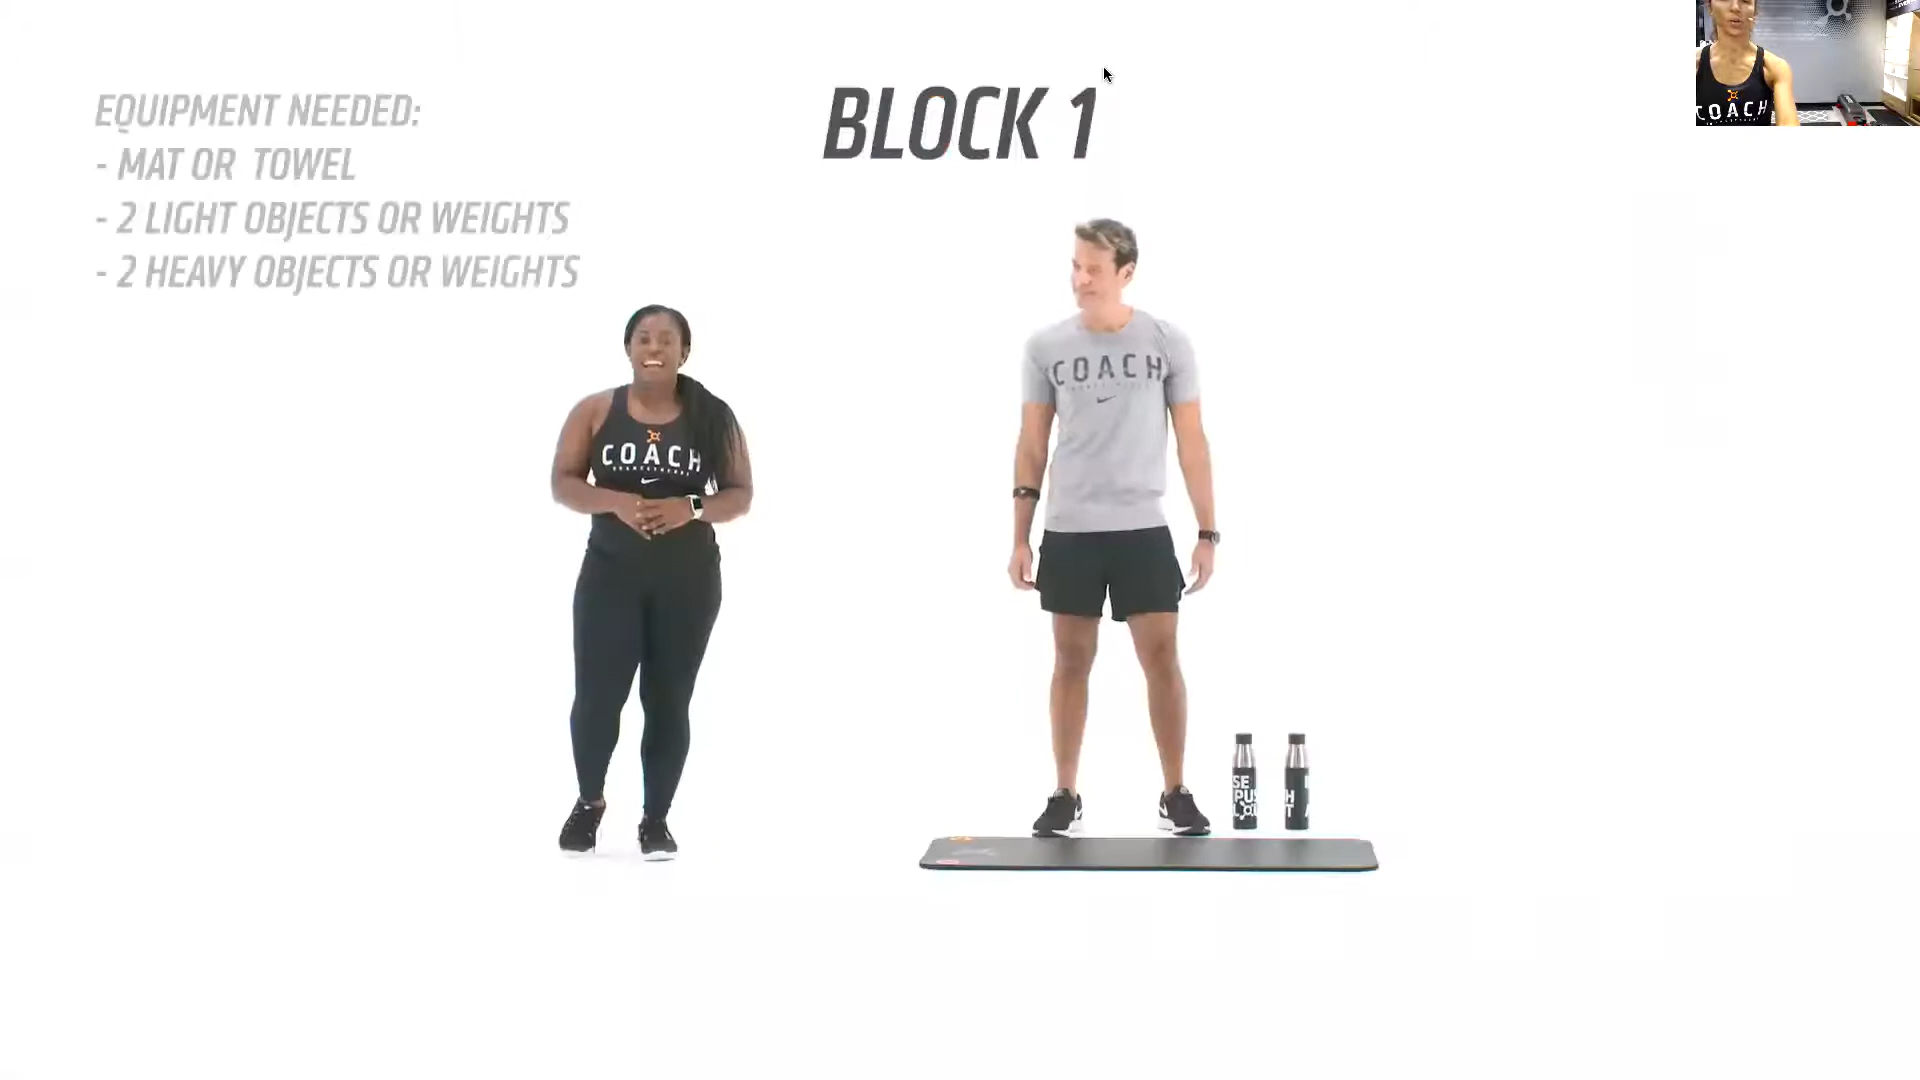 EQUIPMENT NEEDED:
- MAT OR TOWEL
- 2 LIGHT OBJECTS OR WEIGHTS
- 2 HEAVY OBJECTS OR WEIGHTS
BLOCK 1
COACH
COACH
COACH